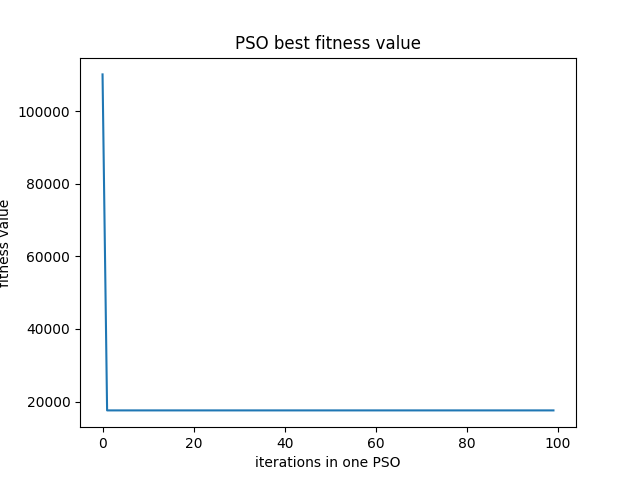 PSO best fitness value
fitness value
100000
80000
60000
40000
20000
0 20 40 60 80 100
iterations in one PSO